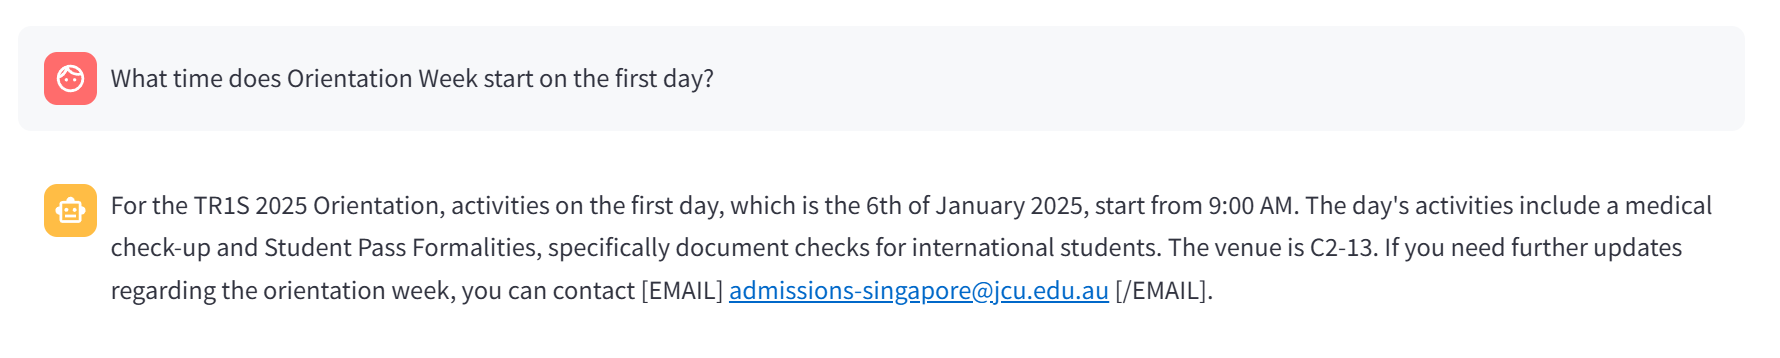 What time does Orientation Week start on the first day?
For the TR1S 2025 Orientation, activities on the first day, which is the 6th of January 2025, start from 9:00 AM. The day's activities include a medical
check-up and Student Pass Formalities, specifically document checks for international students. The venue is C2-13. If you need further updates
regarding the orientation week, you can contact [EMAIL] admissions-singapore@jcu.edu.au [/EMAIL].